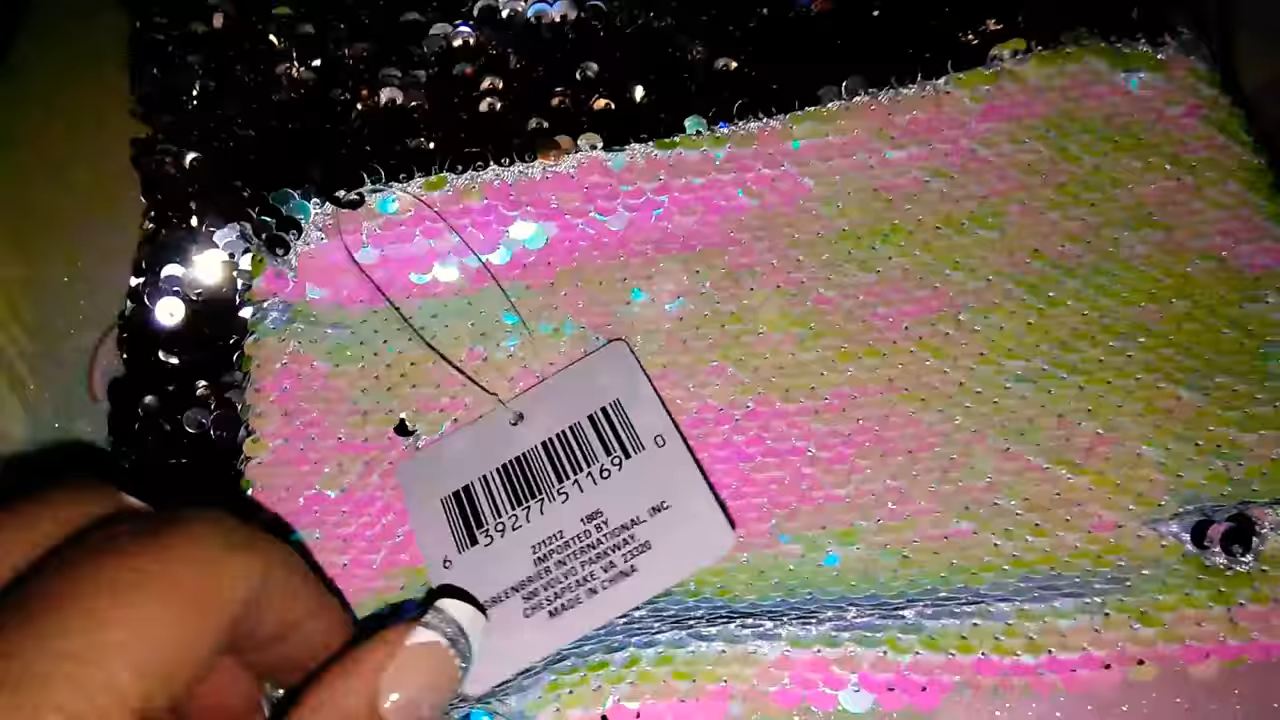 6 39277 51169 0
271212 1805
IMPORTED BY
GREENBRIER INTERNATIONAL, INC.
500 VOLVO PARKWAY,
CHESAPEAKE, VA 23320
MADE IN CHINA